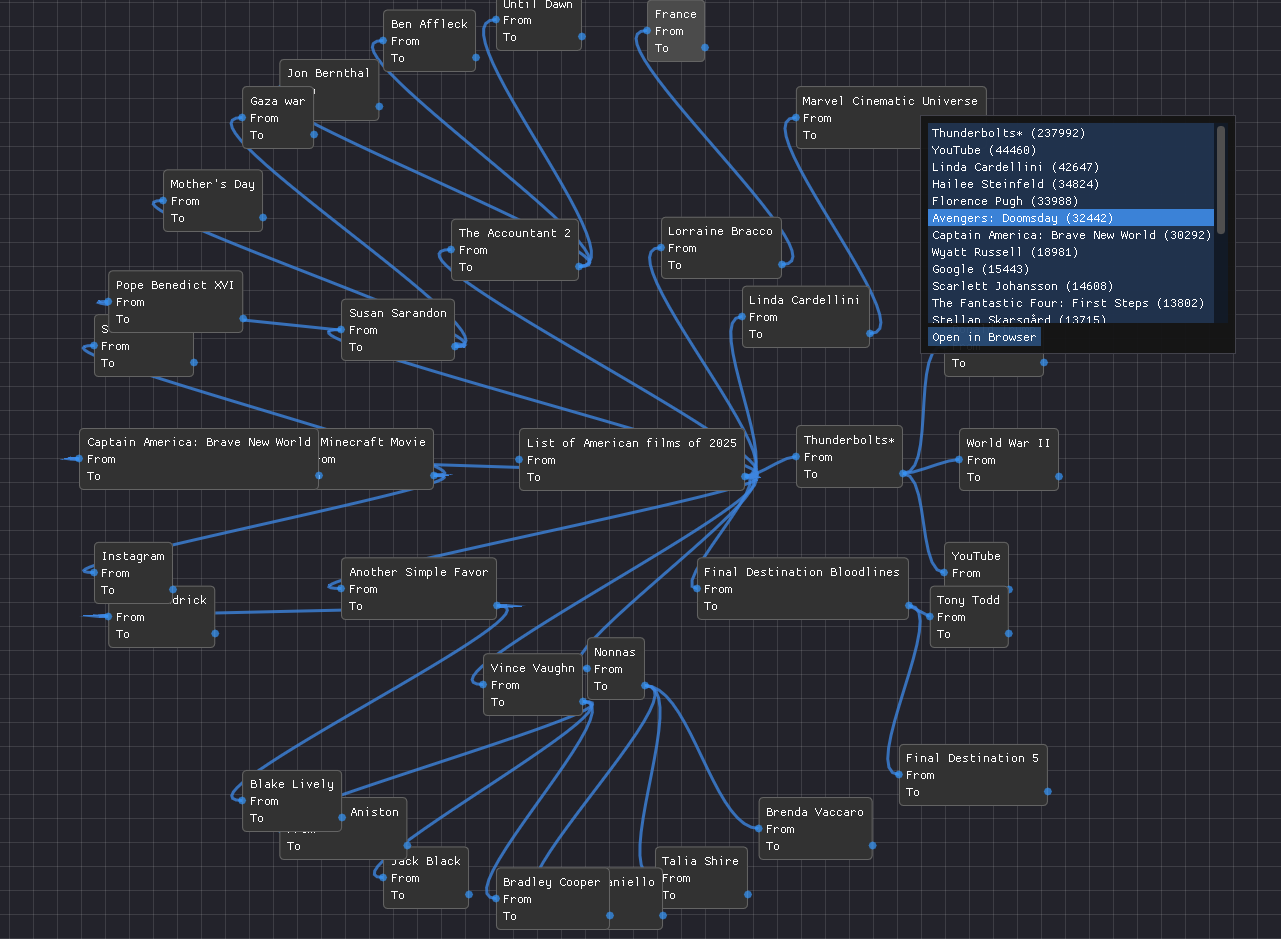 Until Dawn
From
To
Ben Affleck
From
To
France
From
To
Jon Bernthal
Gaza war
From
To
Marvel Cinematic Universe
From
To
Thunderbolts* (237992)
YouTube (44460)
Linda Cardellini (42647)
Hailee Steinfeld (34824)
Florence Pugh (33988)
Avengers: Doomsday (32442)
Captain America: Brave New World (30292)
Wyatt Russell (18981)
Google (15443)
Scarlett Johansson (14608)
The Fantastic Four: First Steps (13802)
Stellan Skarsgård (13715)
Open in Browser
To
Mother's Day
From
To
The Accountant 2
From
To
Lorraine Bracco
From
To
Pope Benedict XVI
From
To
S
From
To
Susan Sarandon
From
To
Linda Cardellini
From
To
Captain America: Brave New World
From
To
Minecraft Movie
om
List of American films of 2025
From
To
Thunderbolts*
From
To
World War II
From
To
Instagram
From
To
drick
From
To
Another Simple Favor
From
To
Final Destination Bloodlines
From
To
YouTube
From
Tony Todd
From
To
Vince Vaughn
From
To
Nonnas
From
To
Final Destination 5
From
To
Blake Lively
From
To
Aniston
From
To
Jack Black
From
To
Brenda Vaccaro
From
To
Bradley Cooper
From
To
aniello
Talia Shire
From
To